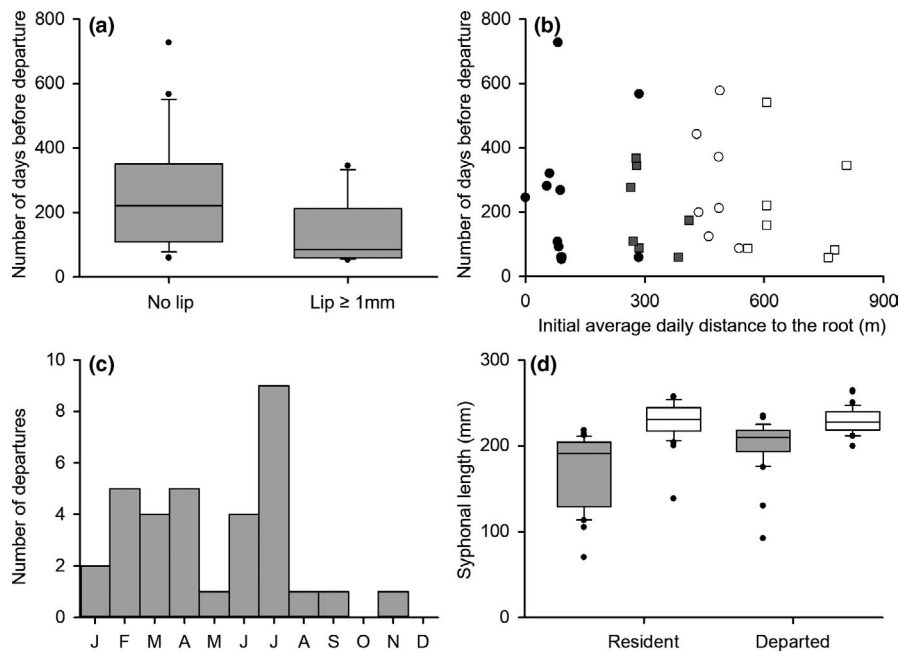 (a)
Number of days before departure
800
600
400
200
0
No lip Lip ≥ 1mm
(b)
Number of days before departure
800
600
400
200
0
0 300 600 900
Initial average daily distance to the root (m)
(c)
Number of departures
10
8
6
4
2
0
J F M A M J J A S O N D
(d)
Syphonal length (mm)
300
200
100
0
Resident Departed